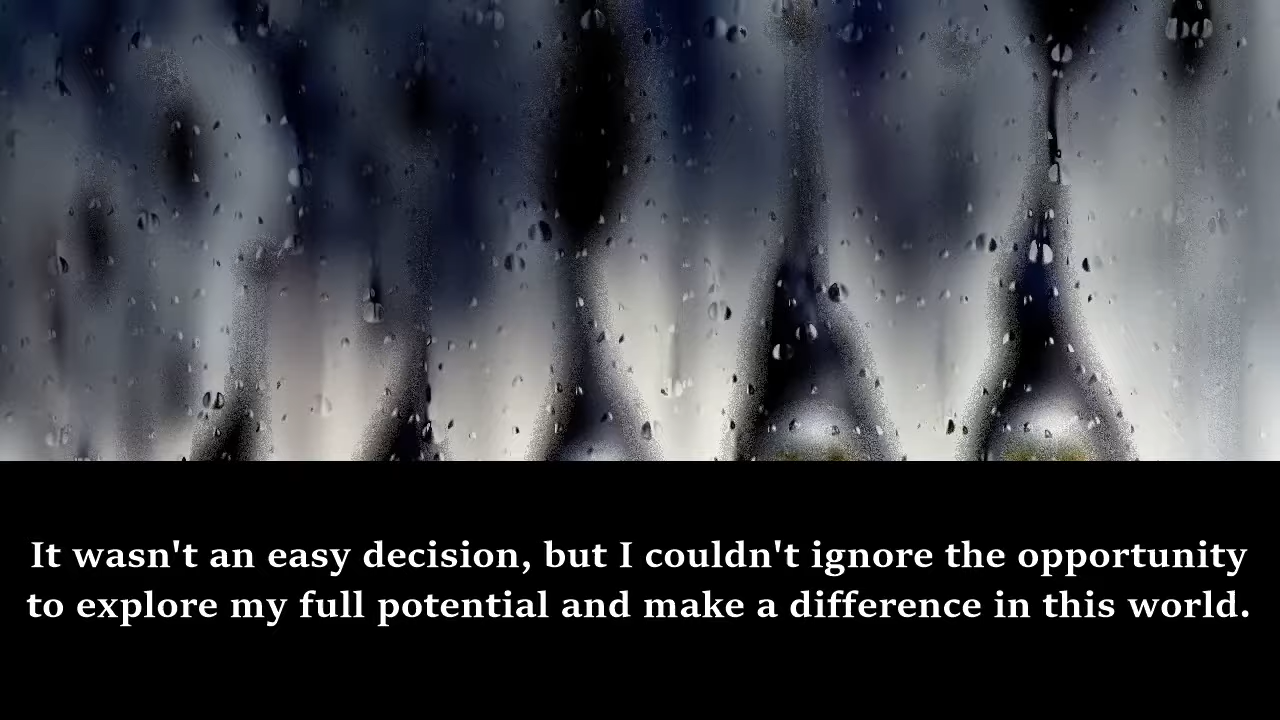 It wasn't an easy decision, but I couldn't ignore the opportunity
to explore my full potential and make a difference in this world.